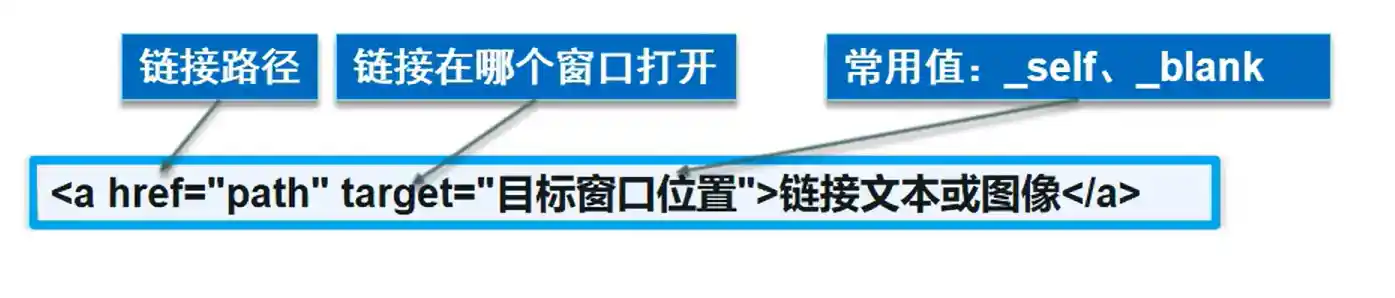 链接路径
链接在哪个窗口打开
常用值：_self、_blank
<a href="path" target="目标窗口位置">链接文本或图像</a>